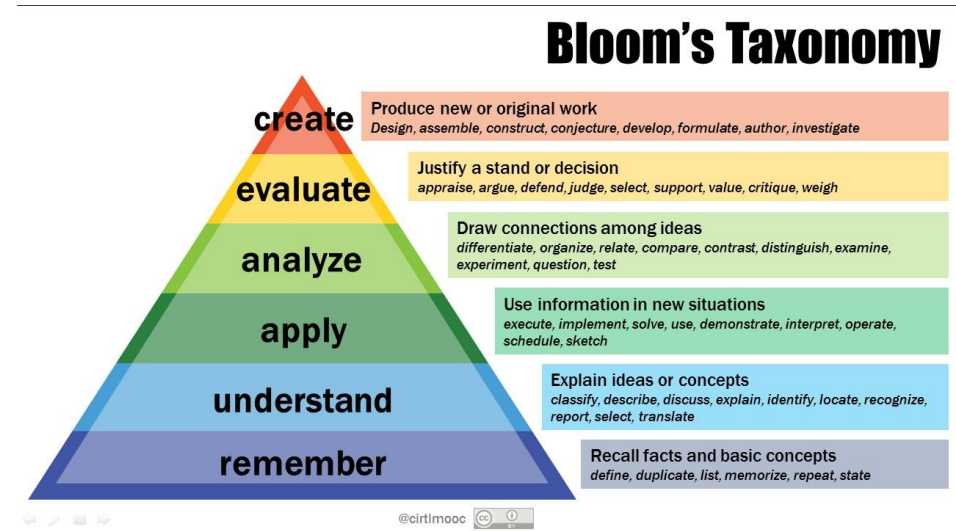 Bloom's Taxonomy
create
Produce new or original work
Design, assemble, construct, conjecture, develop, formulate, author, investigate
evaluate
Justify a stand or decision
appraise, argue, defend, judge, select, support, value, critique, weigh
analyze
Draw connections among ideas
differentiate, organize, relate, compare, contrast, distinguish, examine,
experiment, question, test
apply
Use information in new situations
execute, implement, solve, use, demonstrate, interpret, operate,
schedule, sketch
understand
Explain ideas or concepts
classify, describe, discuss, explain, identify, locate, recognize,
report, select, translate
remember
Recall facts and basic concepts
define, duplicate, list, memorize, repeat, state
@cirtlmooc
cc
BY